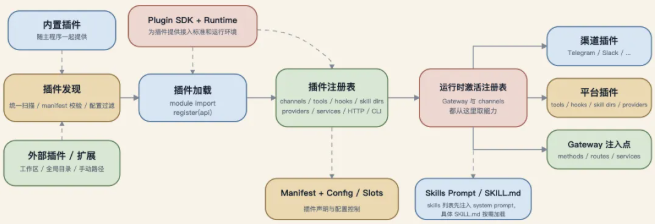 内置插件
随主程序一起提供
Plugin SDK + Runtime
为插件提供接入标准和运行环境
渠道插件
Telegram / Slack / ...
插件发现
统一扫描 / manifest 校验 / 配置过滤
插件加载
module import
register(api)
插件注册表
channels / tools / hooks / skill dirs
providers / services / HTTP / CLI
运行时激活注册表
Gateway 与 channels
都从这里取能力
平台插件
tools / hooks / skill dirs / providers
外部插件 / 扩展
工作区 / 全局目录 / 手动路径
Gateway 注入点
methods / routes / services
Manifest + Config / Slots
插件声明与配置控制
Skills Prompt / SKILL.md
skills 列表先注入 system prompt,
具体 SKILL.md 按需加载